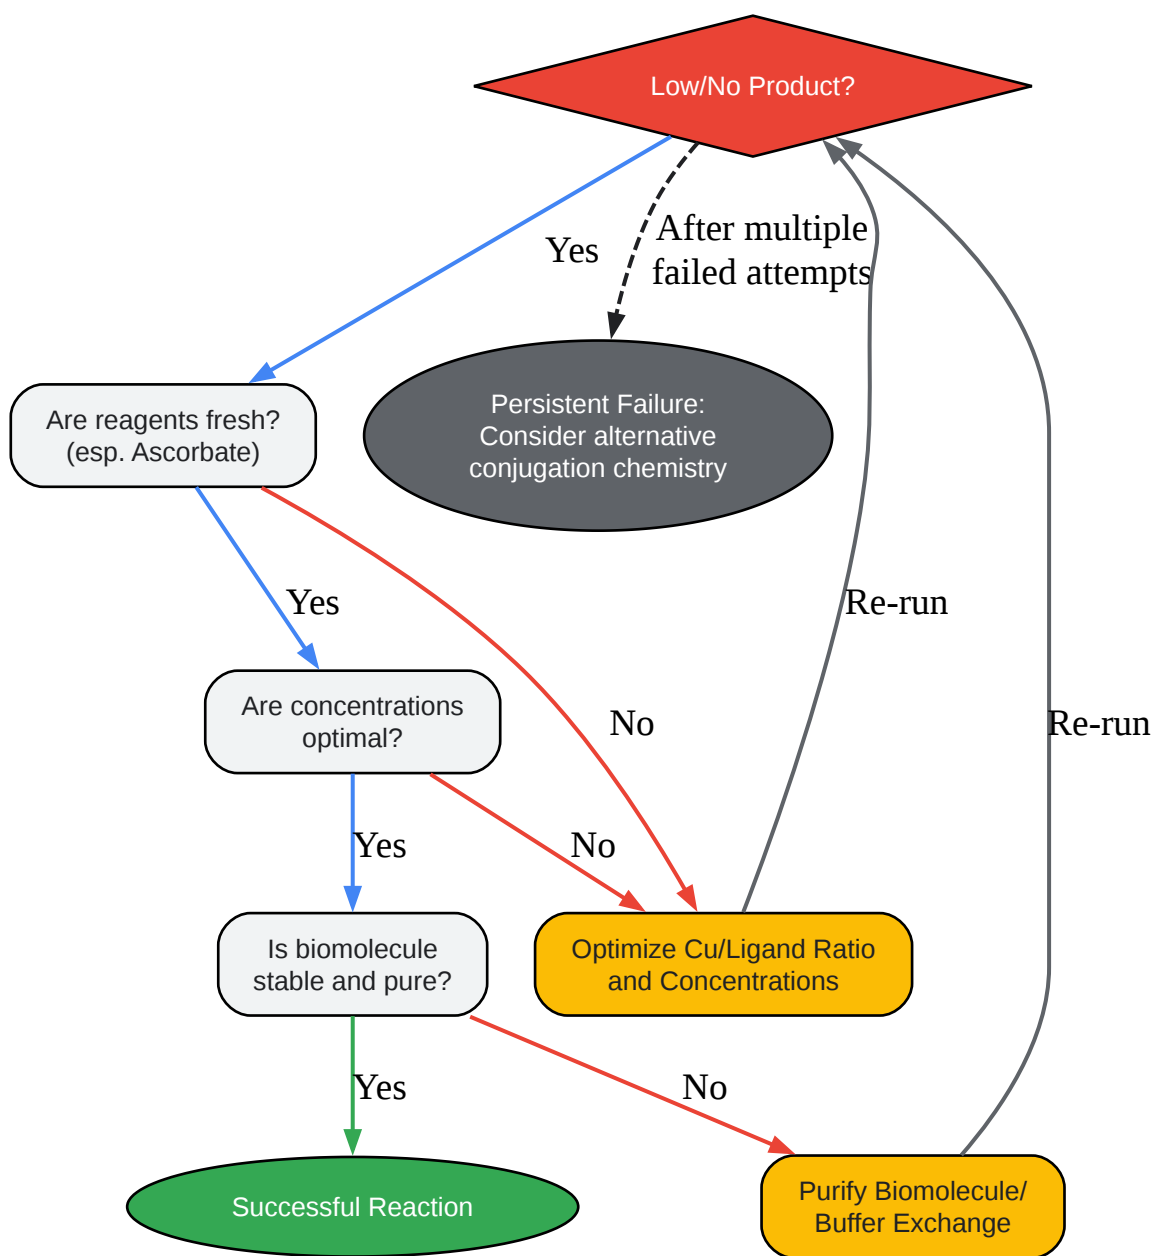 Low/No Product?
Yes
After multiple
failed attempts
Are reagents fresh?
(esp. Ascorbate)
Persistent Failure:
Consider alternative
conjugation chemistry
Yes
Re-run
Are concentrations
optimal?
No
Re-run
Yes
No
Is biomolecule
stable and pure?
Optimize Cu/Ligand Ratio
and Concentrations
Yes
No
Successful Reaction
Purify Biomolecule/
Buffer Exchange